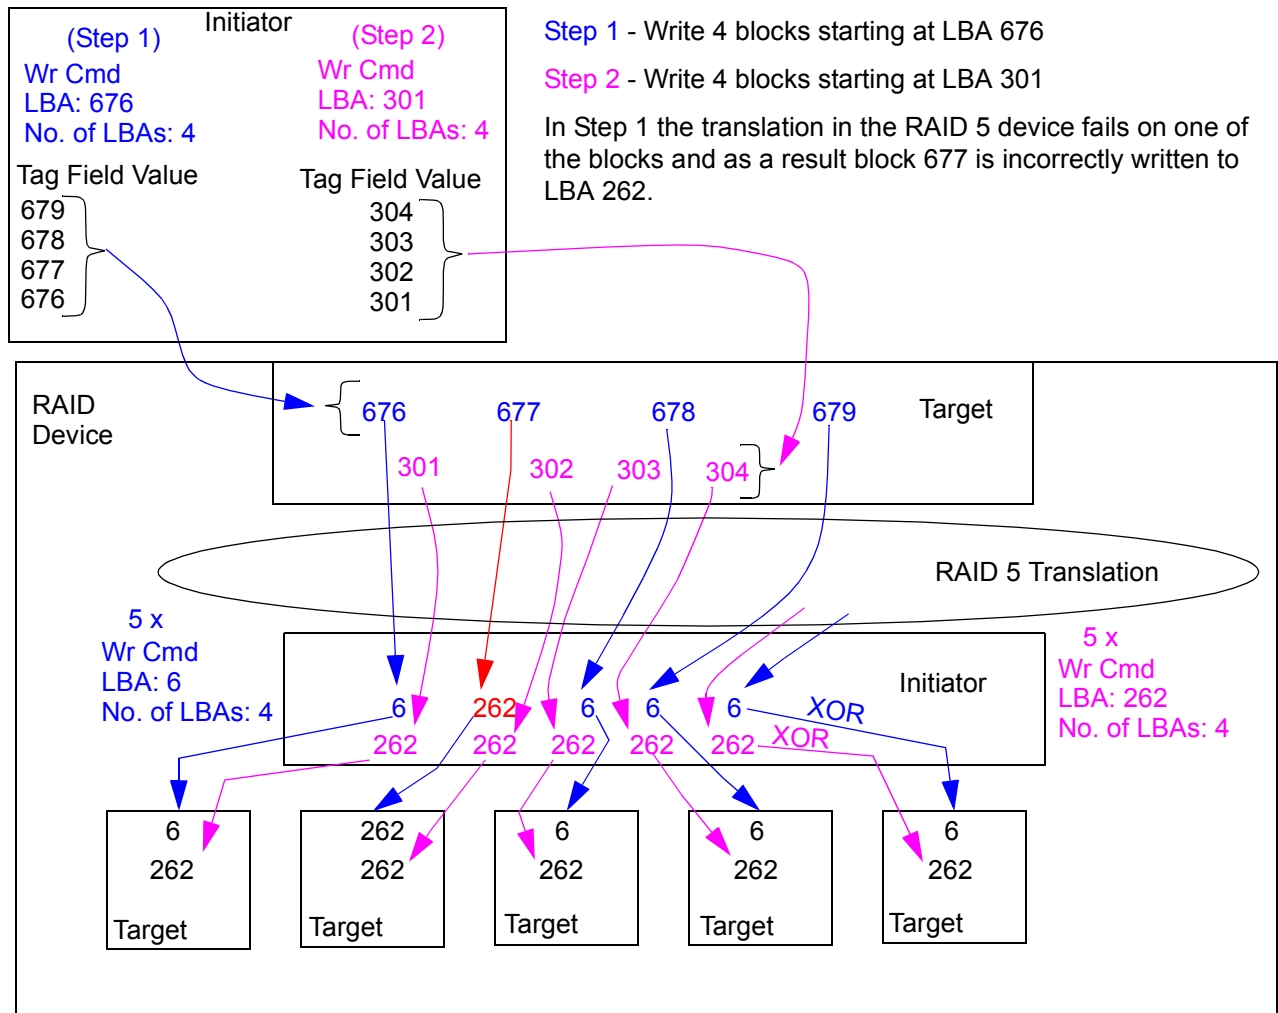 Initiator
(Step 1)
Wr Cmd
LBA: 676
No. of LBAs: 4
Tag Field Value
679
678
677
676
(Step 2)
Wr Cmd
LBA: 301
No. of LBAs: 4
Tag Field Value
304
303
302
301
Step 1 - Write 4 blocks starting at LBA 676
Step 2 - Write 4 blocks starting at LBA 301
In Step 1 the translation in the RAID 5 device fails on one of
the blocks and as a result block 677 is incorrectly written to
LBA 262.
RAID
Device
676 677 678 679
Target
301 302 303 304
RAID 5 Translation
5 x
Wr Cmd
LBA: 6
No. of LBAs: 4
Initiator
6 262 6 6 6 XOR
262 262 262 262 262 XOR
5 x
Wr Cmd
LBA: 262
No. of LBAs: 4
6
262
Target
262
262
Target
6
262
Target
6
262
Target
6
262
Target